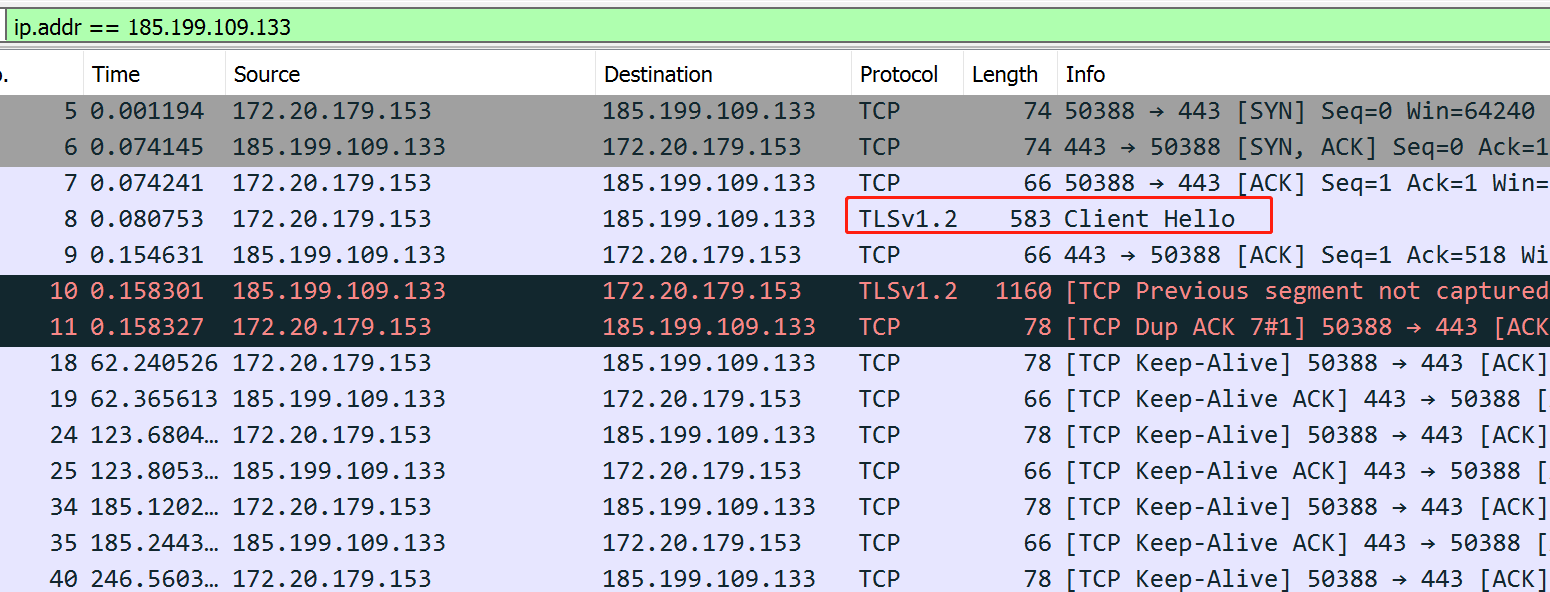 ip.addr == 185.199.109.133
. Time Source Destination Protocol Length Info
5 0.001194 172.20.179.153 185.199.109.133 TCP 74 50388 → 443 [SYN] Seq=0 Win=64240
6 0.074145 185.199.109.133 172.20.179.153 TCP 74 443 → 50388 [SYN, ACK] Seq=0 Ack=1
7 0.074241 172.20.179.153 185.199.109.133 TCP 66 50388 → 443 [ACK] Seq=1 Ack=1 Win=
8 0.080753 172.20.179.153 185.199.109.133 TLSv1.2 583 Client Hello
9 0.154631 185.199.109.133 172.20.179.153 TCP 66 443 → 50388 [ACK] Seq=1 Ack=518 Wi
10 0.158301 185.199.109.133 172.20.179.153 TLSv1.2 1160 [TCP Previous segment not captured
11 0.158327 172.20.179.153 185.199.109.133 TCP 78 [TCP Dup ACK 7#1] 50388 → 443 [ACK
18 62.240526 172.20.179.153 185.199.109.133 TCP 78 [TCP Keep-Alive] 50388 → 443 [ACK]
19 62.365613 185.199.109.133 172.20.179.153 TCP 66 [TCP Keep-Alive ACK] 443 → 50388 [
24 123.6804… 172.20.179.153 185.199.109.133 TCP 78 [TCP Keep-Alive] 50388 → 443 [ACK]
25 123.8053… 185.199.109.133 172.20.179.153 TCP 66 [TCP Keep-Alive ACK] 443 → 50388 [
34 185.1202… 172.20.179.153 185.199.109.133 TCP 78 [TCP Keep-Alive] 50388 → 443 [ACK]
35 185.2443… 185.199.109.133 172.20.179.153 TCP 66 [TCP Keep-Alive ACK] 443 → 50388 [
40 246.5603… 172.20.179.153 185.199.109.133 TCP 78 [TCP Keep-Alive] 50388 → 443 [ACK]